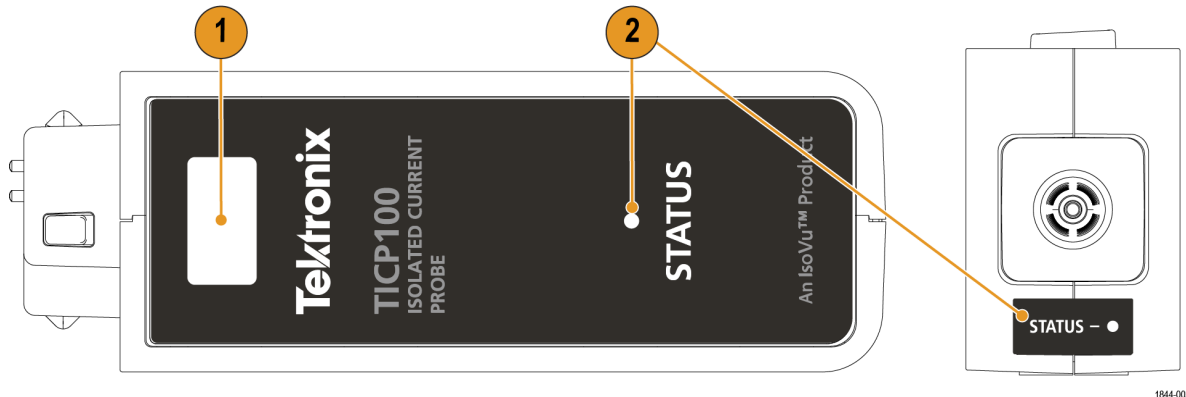 1
2
Tektronix
TICP100
ISOLATED CURRENT
PROBE
STATUS
An IsoVu™ Product
STATUS –
1844-00